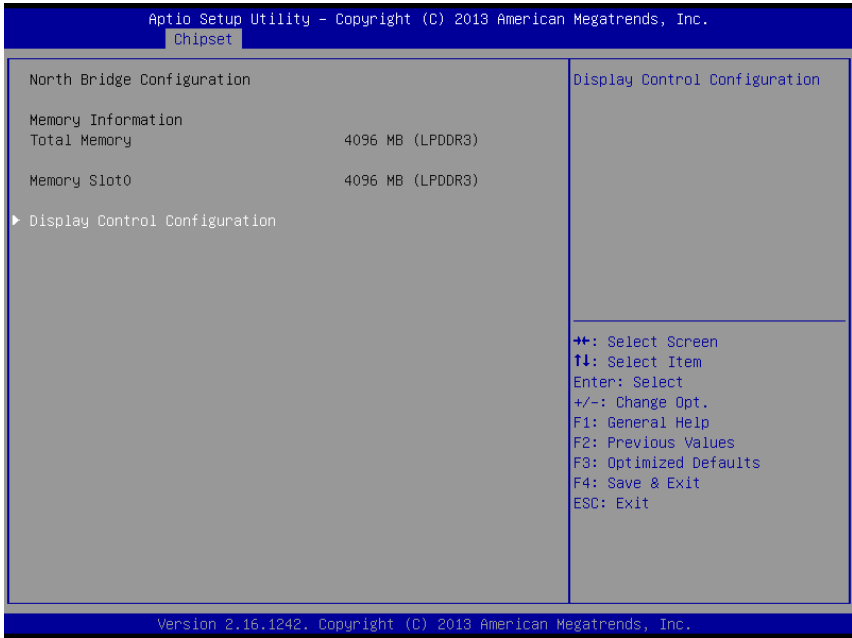 Aptio Setup Utility – Copyright (C) 2013 American Megatrends, Inc.
Chipset
North Bridge Configuration
Memory Information
Total Memory 4096 MB (LPDDR3)
Memory Slot0 4096 MB (LPDDR3)
Display Control Configuration
Display Control Configuration
→←: Select Screen
↑↓: Select Item
Enter: Select
+/-: Change Opt.
F1: General Help
F2: Previous Values
F3: Optimized Defaults
F4: Save & Exit
ESC: Exit
Version 2.16.1242. Copyright (C) 2013 American Megatrends, Inc.